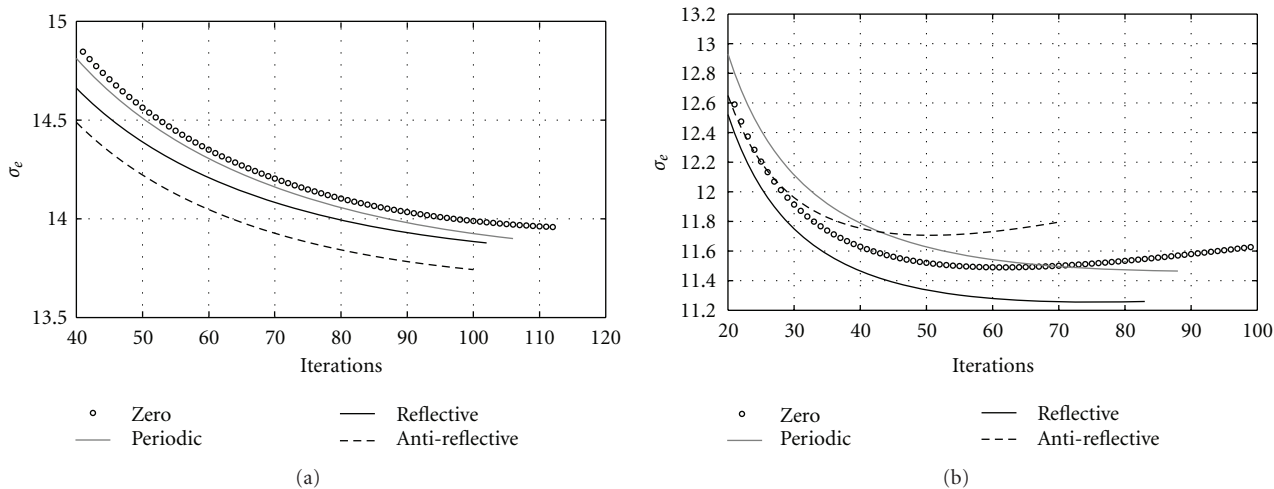 15
14.5
14
13.5
σe
40 50 60 70 80 90 100 110 120
Iterations
Zero
Periodic
Reflective
Anti-reflective
(a)
13.2
13
12.8
12.6
12.4
12.2
12
11.8
11.6
11.4
11.2
σe
20 30 40 50 60 70 80 90 100
Iterations
Zero
Periodic
Reflective
Anti-reflective
(b)